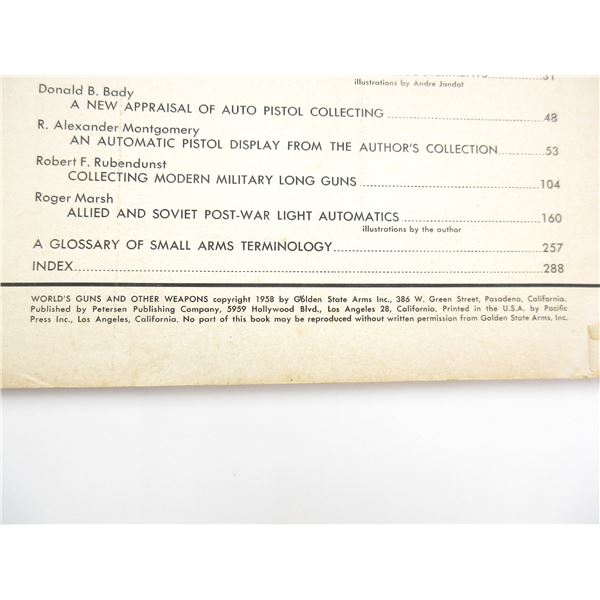 31
illustrations by Andre Jandot
Donald B. Bady
A NEW APPRAISAL OF AUTO PISTOL COLLECTING 48
R. Alexander Montgomery
AN AUTOMATIC PISTOL DISPLAY FROM THE AUTHOR'S COLLECTION 53
Robert F. Rubendunst
COLLECTING MODERN MILITARY LONG GUNS 104
Roger Marsh
ALLIED AND SOVIET POST-WAR LIGHT AUTOMATICS 160
illustrations by the author
A GLOSSARY OF SMALL ARMS TERMINOLOGY 257
INDEX 288
WORLD'S GUNS AND OTHER WEAPONS copyright 1958 by Golden State Arms Inc., 386 W. Green Street, Pasadena, California.
Published by Petersen Publishing Company, 5959 Hollywood Blvd., Los Angeles 28, California. Printed in the U.S.A. by Pacific
Press Inc., Los Angeles, California. No part of this book may be reproduced without written permission from Golden State Arms, Inc.